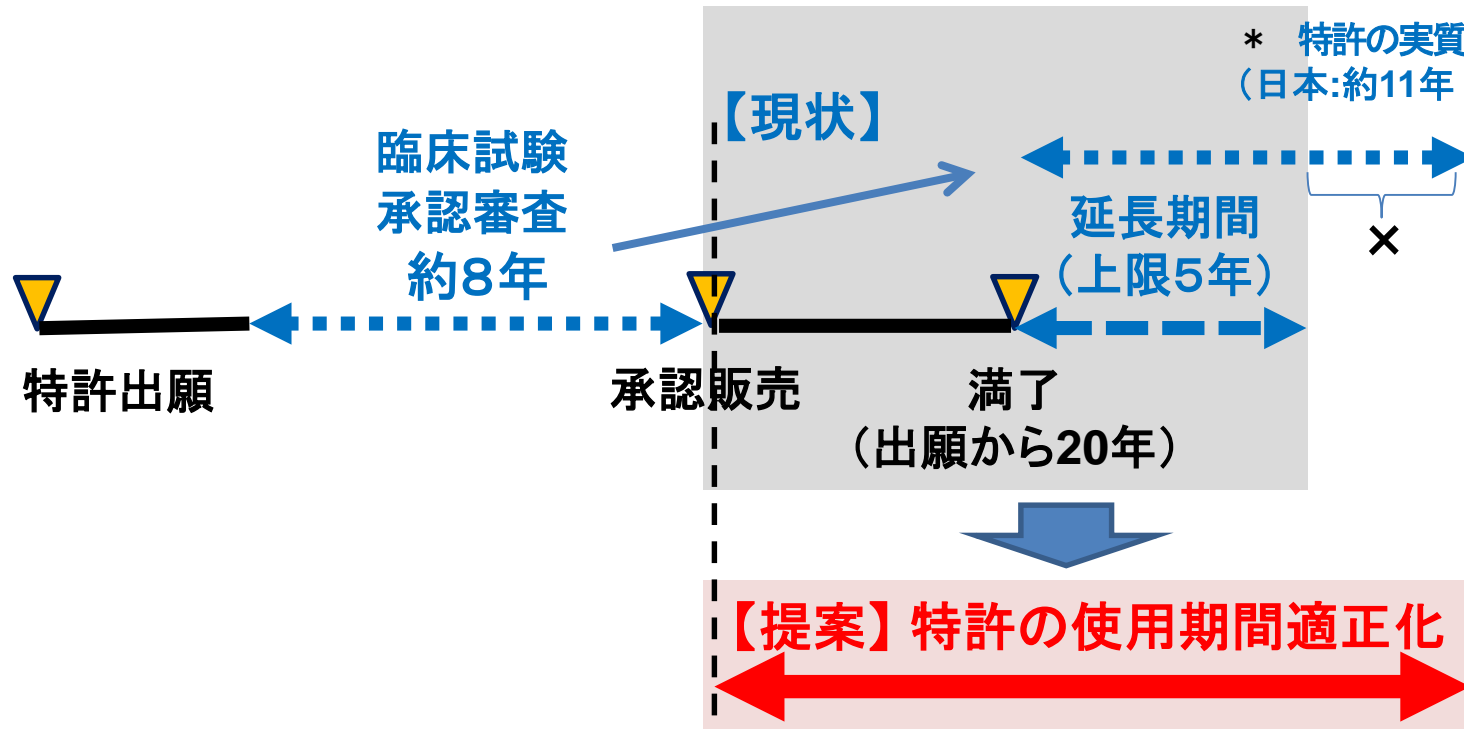 * 特許の実質
（日本:約11年
【現状】
臨床試験
承認審査
約８年
延長期間
（上限５年）
×
特許出願
承認販売
満了
（出願から20年）
【提案】特許の使用期間適正化